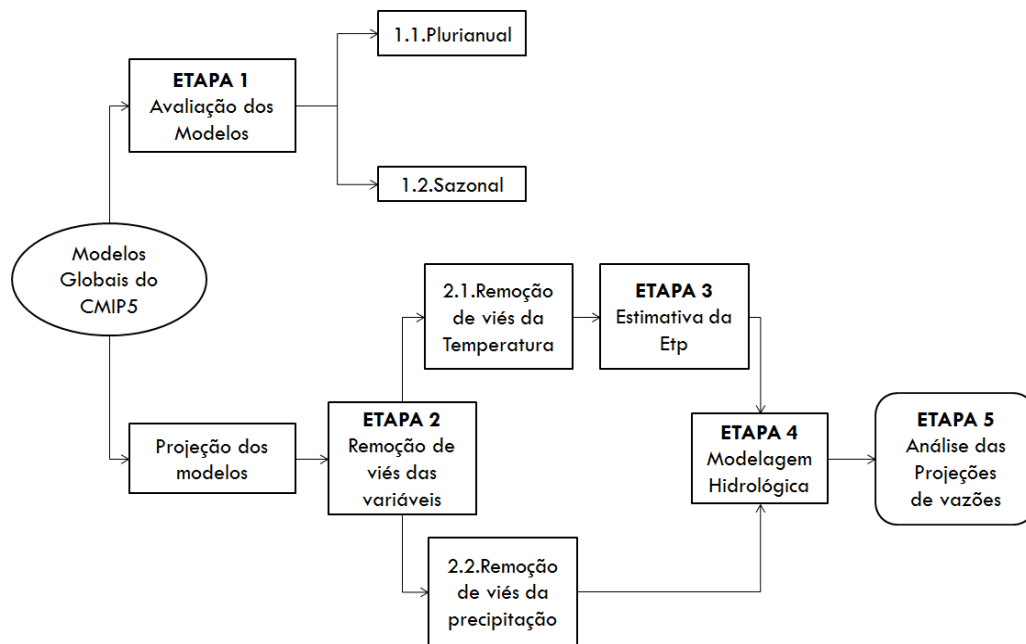 1.1.Plurianual
ETAPA 1
Avaliação dos
Modelos
1.2.Sazonal
Modelos
Globais do
CMIP5
2.1.Remoção
de viés da
Temperatura
ETAPA 3
Estimativa da
Etp
Projeção dos
modelos
ETAPA 2
Remoção de
viés das
variáveis
ETAPA 4
Modelagem
Hidrológica
ETAPA 5
Análise das
Projeções
de vazões
2.2.Remoção
de viés da
precipitação